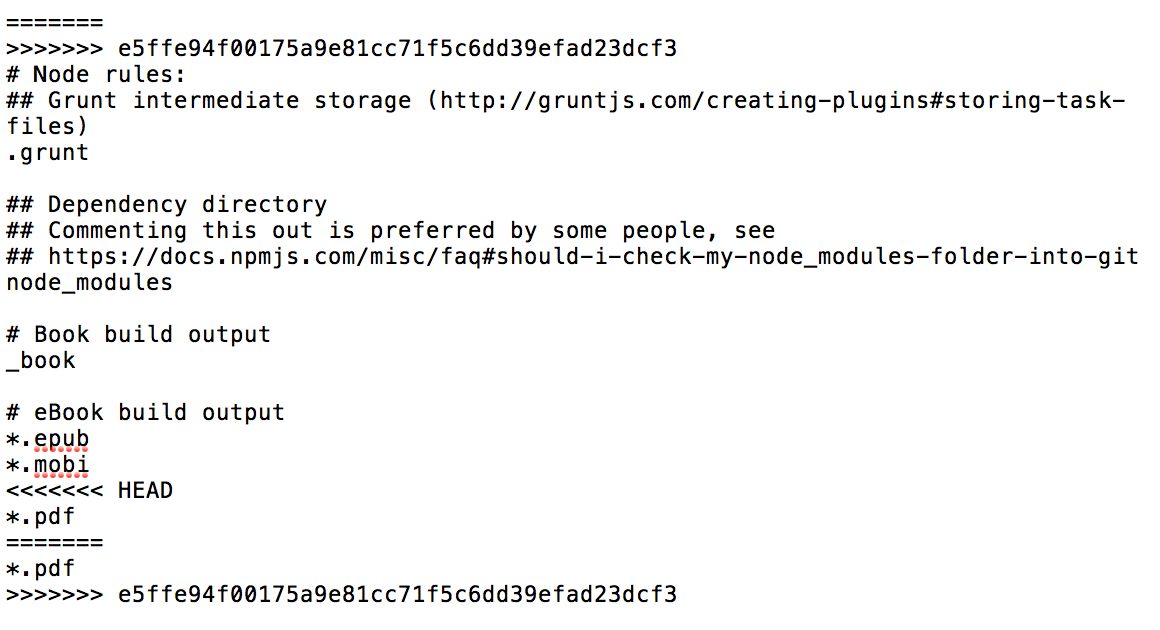 =======
>>>>>>> e5ffe94f00175a9e81cc71f5c6dd39efad23dcf3
# Node rules:
## Grunt intermediate storage (http://gruntjs.com/creating-plugins#storing-task-
files)
.grunt

## Dependency directory
## Commenting this out is preferred by some people, see
## https://docs.npmjs.com/misc/faq#should-i-check-my-node_modules-folder-into-git
node_modules

# Book build output
_book

# eBook build output
*.epub
*.mobi
<<<<<<< HEAD
*.pdf
=======
*.pdf
>>>>>>> e5ffe94f00175a9e81cc71f5c6dd39efad23dcf3